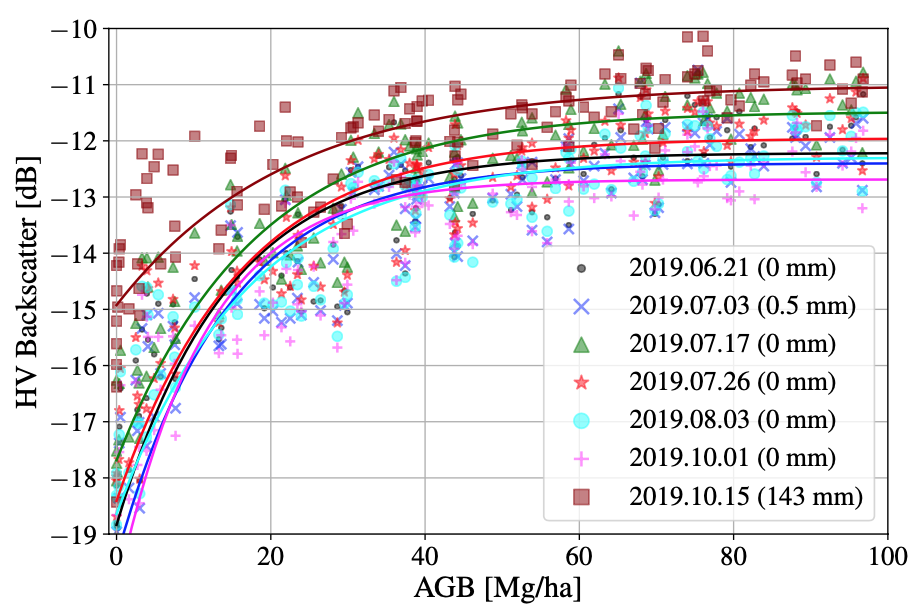 −10
−11
−12
−13
−14
−15
−16
−17
−18
−19
HV Backscatter [dB]
2019.06.21 (0 mm)
2019.07.03 (0.5 mm)
2019.07.17 (0 mm)
2019.07.26 (0 mm)
2019.08.03 (0 mm)
2019.10.01 (0 mm)
2019.10.15 (143 mm)
0 20 40 60 80 100
AGB [Mg/ha]